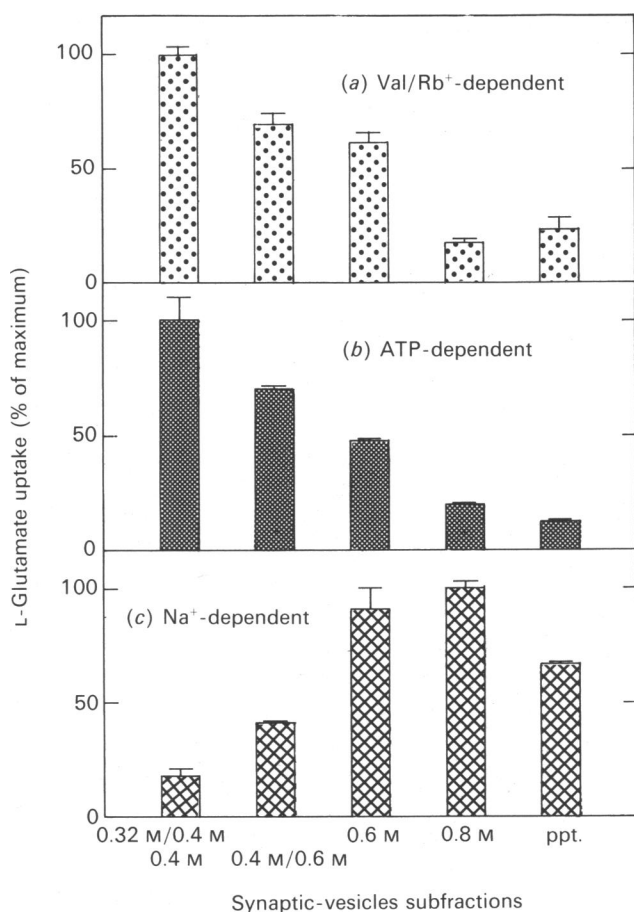 100
(a) Val/Rb⁺-dependent
50
0
100
(b) ATP-dependent
50
0
100
(c) Na⁺-dependent
50
0
L-Glutamate uptake (% of maximum)
0.32 M/0.4 M 0.6 M 0.8 M ppt.
0.4 M 0.4 M/0.6 M
Synaptic-vesicles subfractions